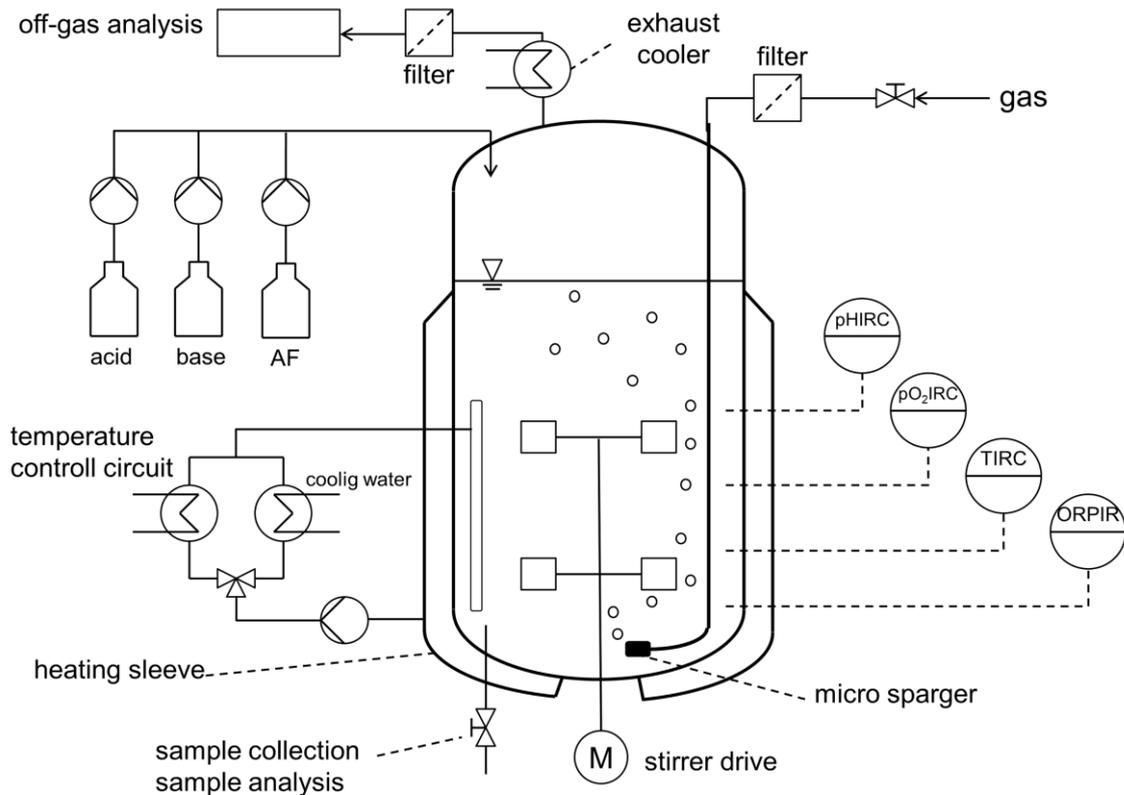 off-gas analysis
filter
exhaust
cooler
filter
gas
acid
base
AF
pHIRC
pO₂IRC
TIRC
ORPIR
temperature
controll circuit
coolig water
heating sleeve
micro sparger
sample collection
sample analysis
M
stirrer drive